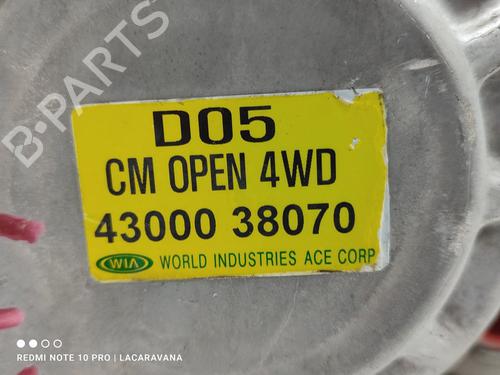 B-PARTS
D05
CM OPEN 4WD
43000 38070
WIA WORLD INDUSTRIES ACE CORP
REDMI NOTE 10 PRO | LACARAVANA